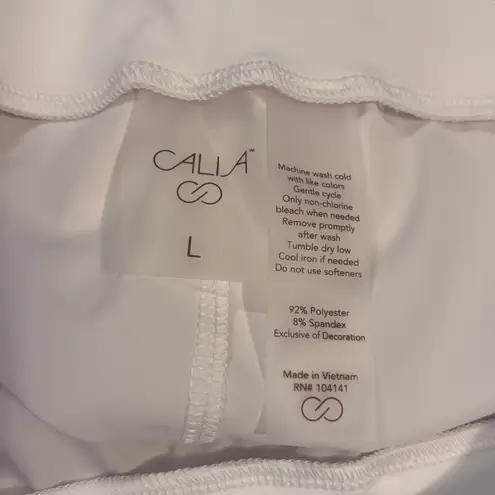 CALIA™
L
Machine wash cold
with like colors
Gentle cycle
Only non-chlorine
bleach when needed
Remove promptly
after wash
Tumble dry low
Cool iron if needed
Do not use softeners
92% Polyester
8% Spandex
Exclusive of Decoration
Made in Vietnam
RN# 104141